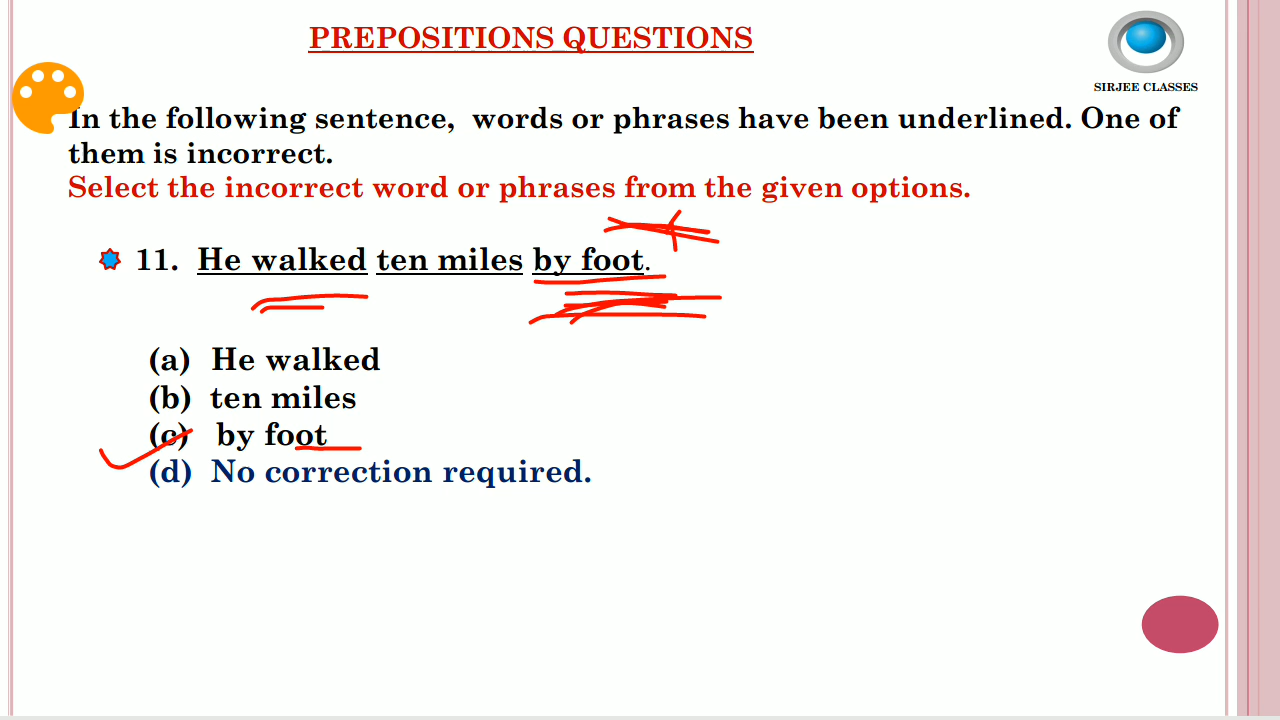 PREPOSITIONS QUESTIONS
SIRJEE CLASSES
In the following sentence, words or phrases have been underlined. One of
them is incorrect.
Select the incorrect word or phrases from the given options.
11. He walked ten miles by foot.
(a) He walked
(b) ten miles
(c) by foot
(d) No correction required.